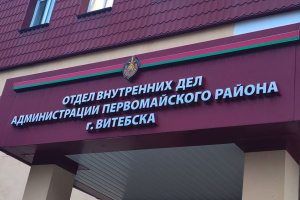 ОТДЕЛ ВНУТРЕННИХ ДЕЛ
АДМИНИСТРАЦИИ ПЕРВОМАЙСКОГО РАЙОНА
г. ВИТЕБСКА